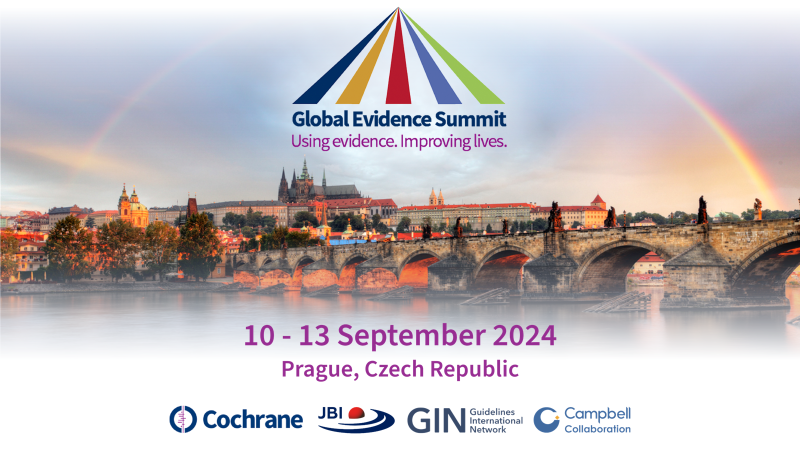 Global Evidence Summit
Using evidence. Improving lives.
10 - 13 September 2024
Prague, Czech Republic
Cochrane
JBI
GIN
Guidelines
International
Network
Campbell
Collaboration